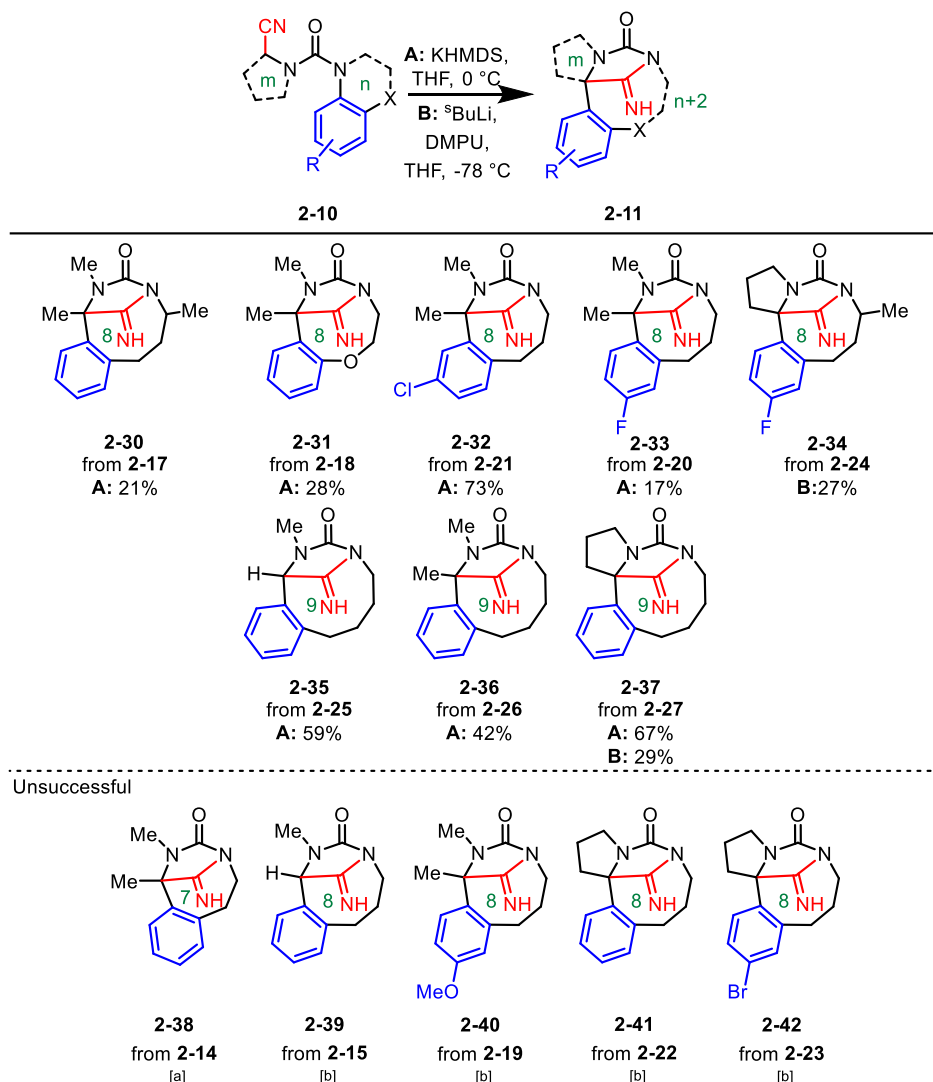 CN
O
N
N
m
n
X
R
A: KHMDS,
THF, 0 °C
B: ˢBuLi,
DMPU,
THF, -78 °C
O
N
N
m
NH
n+2
X
R
2-10
2-11
Me
O
N
N
Me
Me
8
NH
Me
O
N
N
Me
8
NH
O
Me
O
N
N
Me
8
NH
Cl
Me
O
N
N
Me
8
NH
F
O
N
N
Me
8
NH
F
2-30 2-31 2-32 2-33 2-34
from 2-17 from 2-18 from 2-21 from 2-20 from 2-24
A: 21% A: 28% A: 73% A: 17% B:27%
Me
O
N
N
H
9
NH
Me
O
N
N
Me
9
NH
O
N
N
9
NH
2-35 2-36 2-37
from 2-25 from 2-26 from 2-27
A: 59% A: 42% A: 67%
B: 29%
Unsuccessful
Me
O
N
N
Me
7
NH
Me
O
N
N
H
8
NH
Me
O
N
N
Me
8
NH
MeO
O
N
N
8
NH
O
N
N
8
NH
Br
2-38 2-39 2-40 2-41 2-42
from 2-14 from 2-15 from 2-19 from 2-22 from 2-23
[a] [b] [b] [b] [b]